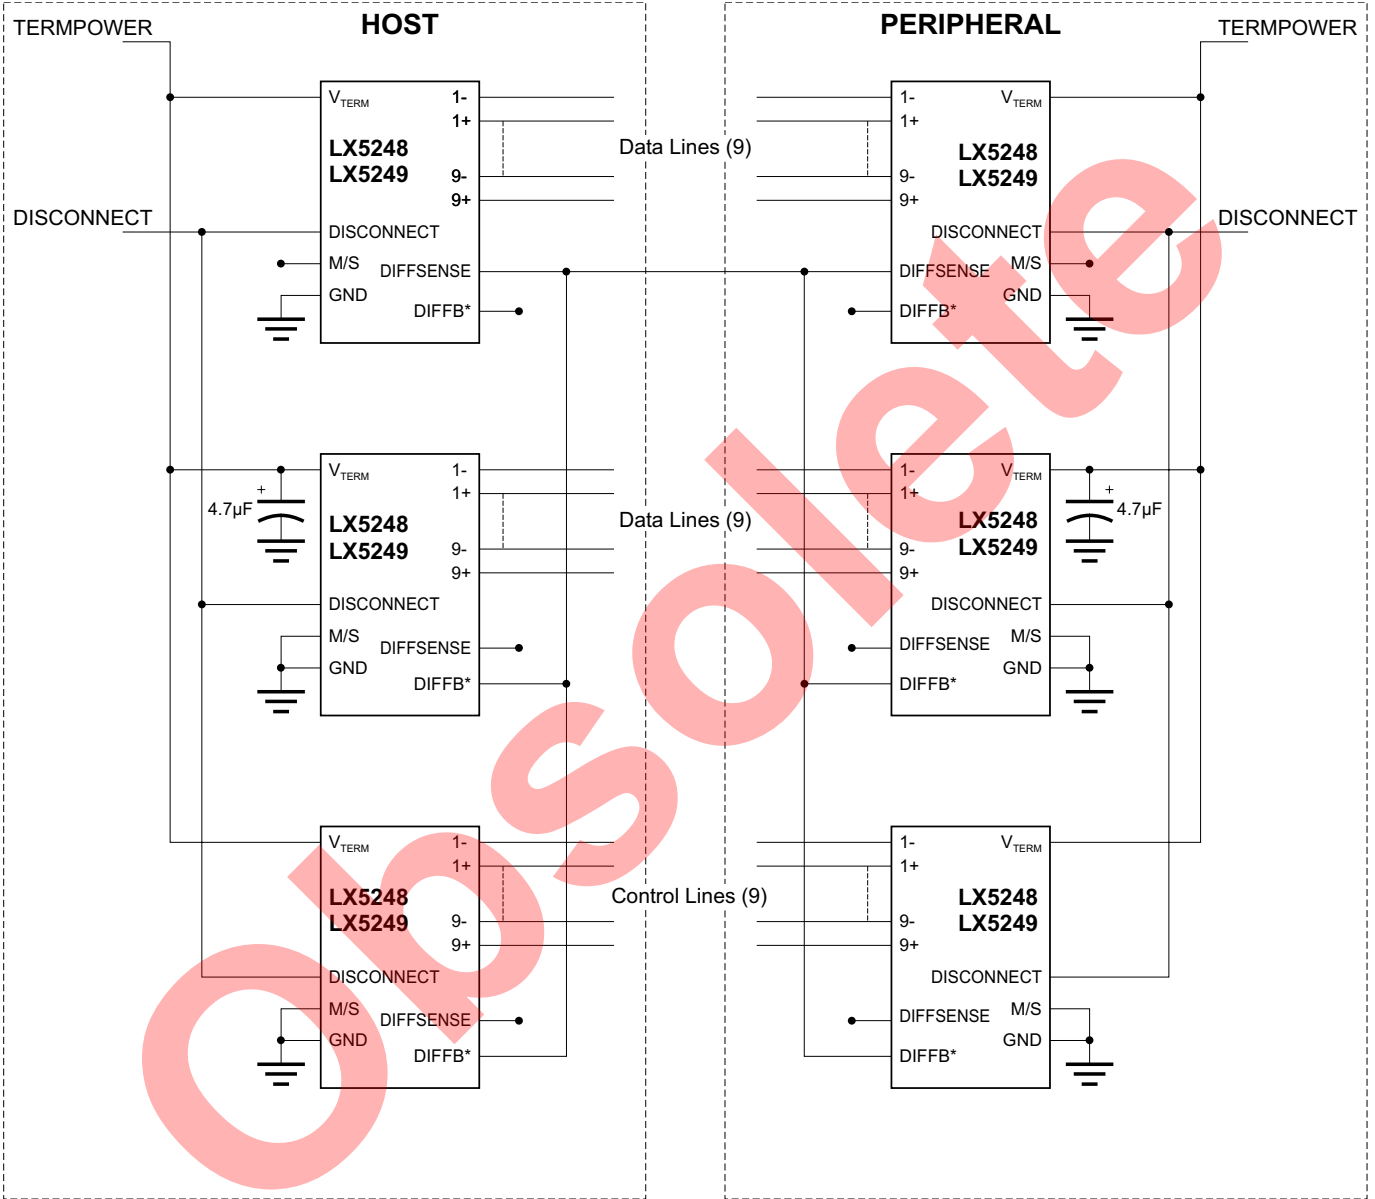 HOST
PERIPHERAL
TERMPOWER
TERMPOWER
VTERM
1-
1+
LX5248
LX5249
9-
9+
DISCONNECT
DISCONNECT
M/S
DIFFSENSE
GND
DIFFB*
Data Lines (9)
1-
VTERM
1+
LX5248
LX5249
9-
9+
DISCONNECT
DISCONNECT
DIFFSENSE
M/S
GND
DIFFB*
VTERM
1-
+
1+
4.7µF
LX5248
LX5249
9-
9+
DISCONNECT
M/S
DIFFSENSE
GND
DIFFB*
Data Lines (9)
1-
VTERM
1+
+
4.7µF
LX5248
LX5249
9-
9+
DISCONNECT
M/S
DIFFSENSE
GND
DIFFB*
VTERM
1-
1+
LX5248
LX5249
9-
9+
DISCONNECT
M/S
DIFFSENSE
GND
DIFFB*
Control Lines (9)
1-
VTERM
1+
LX5248
LX5249
9-
9+
DISCONNECT
M/S
DIFFSENSE
GND
DIFFB*
Obsolete